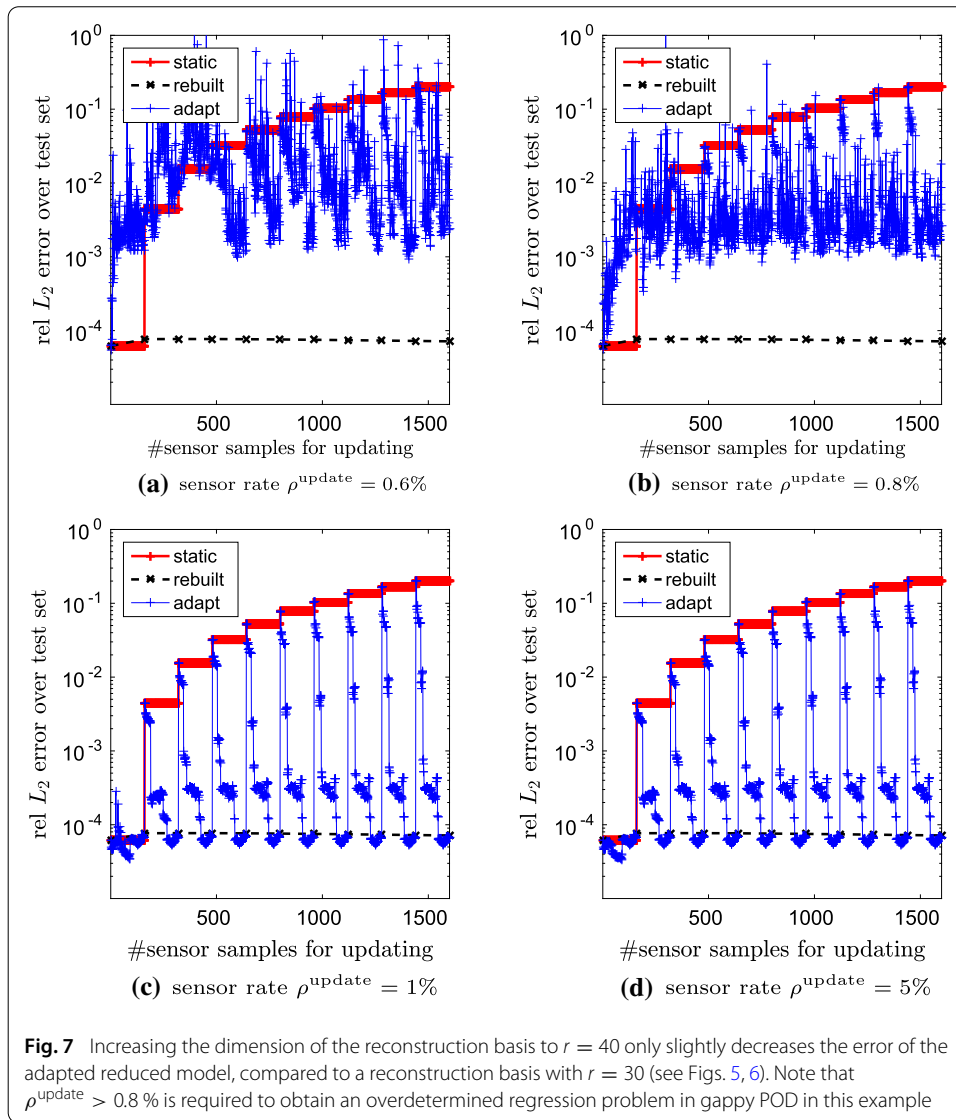 10^0
10^-1
10^-2
10^-3
10^-4
rel L_2 error over test set
static
rebuilt
adapt
500
1000
1500
#sensor samples for updating
(a) sensor rate ρ^update = 0.6%
10^0
10^-1
10^-2
10^-3
10^-4
rel L_2 error over test set
static
rebuilt
adapt
500
1000
1500
#sensor samples for updating
(b) sensor rate ρ^update = 0.8%
10^0
10^-1
10^-2
10^-3
10^-4
rel L_2 error over test set
static
rebuilt
adapt
500
1000
1500
#sensor samples for updating
(c) sensor rate ρ^update = 1%
10^0
10^-1
10^-2
10^-3
10^-4
rel L_2 error over test set
static
rebuilt
adapt
500
1000
1500
#sensor samples for updating
(d) sensor rate ρ^update = 5%
Fig. 7 Increasing the dimension of the reconstruction basis to r = 40 only slightly decreases the error of the
adapted reduced model, compared to a reconstruction basis with r = 30 (see Figs. 5, 6). Note that
ρ^update > 0.8 % is required to obtain an overdetermined regression problem in gappy POD in this example